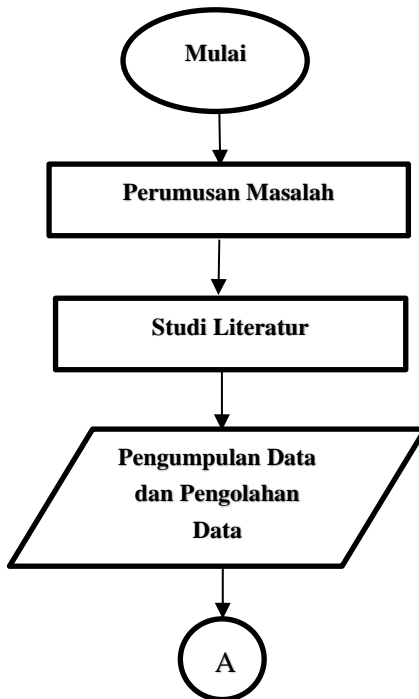 Mulai
Perumusan Masalah
Studi Literatur
Pengumpulan Data
dan Pengolahan
Data
A